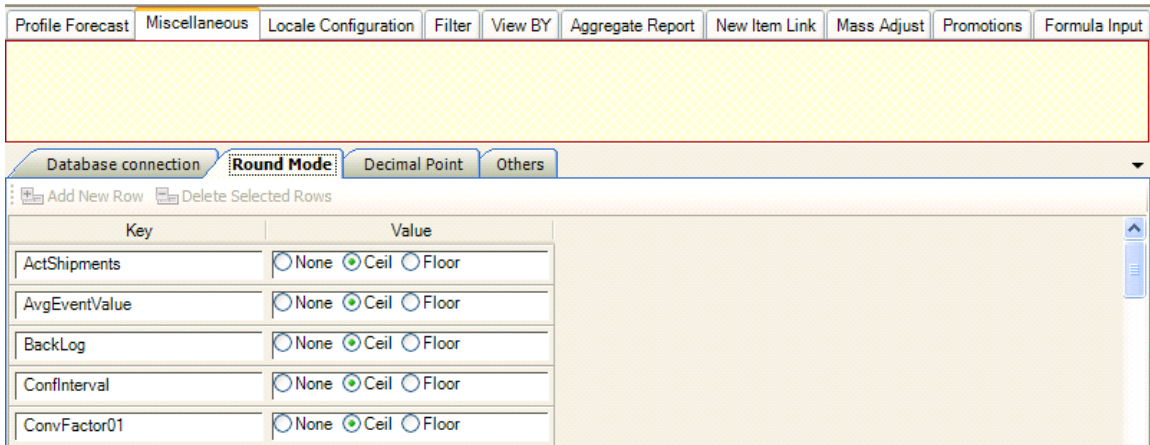 Profile Forecast Miscellaneous Locale Configuration Filter View BY Aggregate Report New Item Link Mass Adjust Promotions Formula Input
Database connection Round Mode Decimal Point Others
Add New Row Delete Selected Rows
Key Value
ActShipments None Ceil Floor
AvgEventValue None Ceil Floor
BackLog None Ceil Floor
ConfInterval None Ceil Floor
ConvFactor01 None Ceil Floor